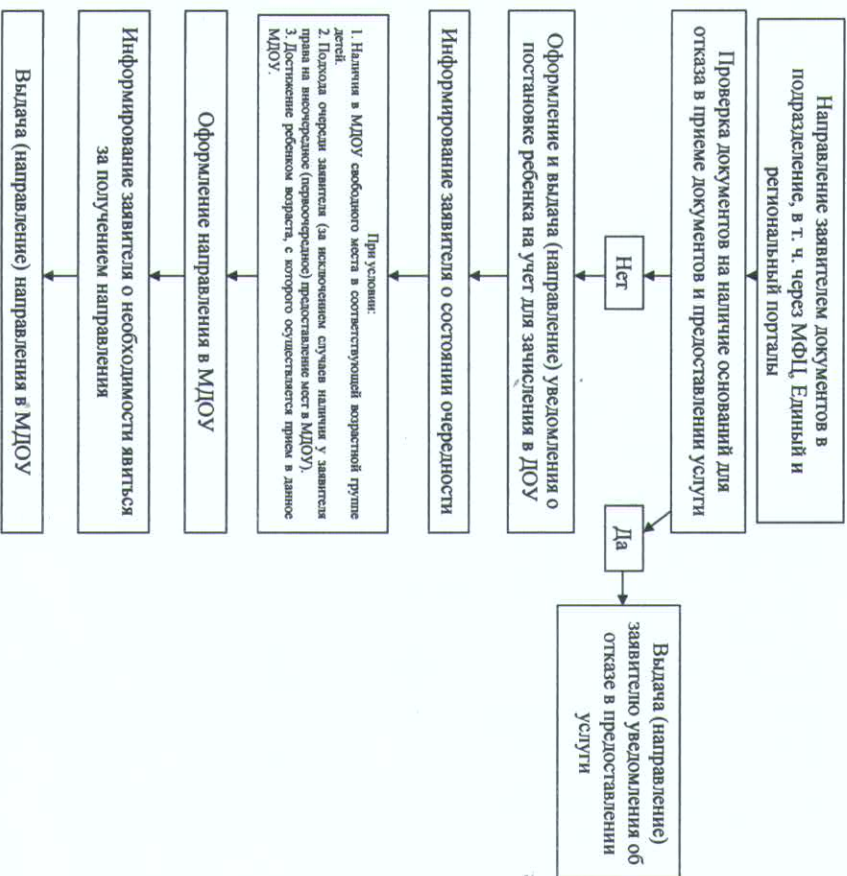 Направление заявителем документов в
подразделение, в т. ч. через МФЦ, Единый и
региональный порталы
Проверка документов на наличие оснований для
отказа в приеме документов и предоставлении услуги
Нет
Да
Выдача (направление)
заявителю уведомления об
отказе в предоставлении
услуги
Оформление и выдача (направление) уведомления о
постановке ребенка на учет для зачисления в ДОУ
Информирование заявителя о состоянии очередности
При условии:
1. Наличия в МДОУ свободного места в соответствующей возрастной группе
детей.
2. Подхода очереди заявителя (за исключением случаев наличия у заявителя
права на внеочередное (первоочередное) предоставление мест в МДОУ).
3. Достижение ребенком возраста, с которого осуществляется прием в данное
МДОУ.
Оформление направления в МДОУ
Информирование заявителя о необходимости явиться
за получением направления
Выдача (направление) направления в МДОУ